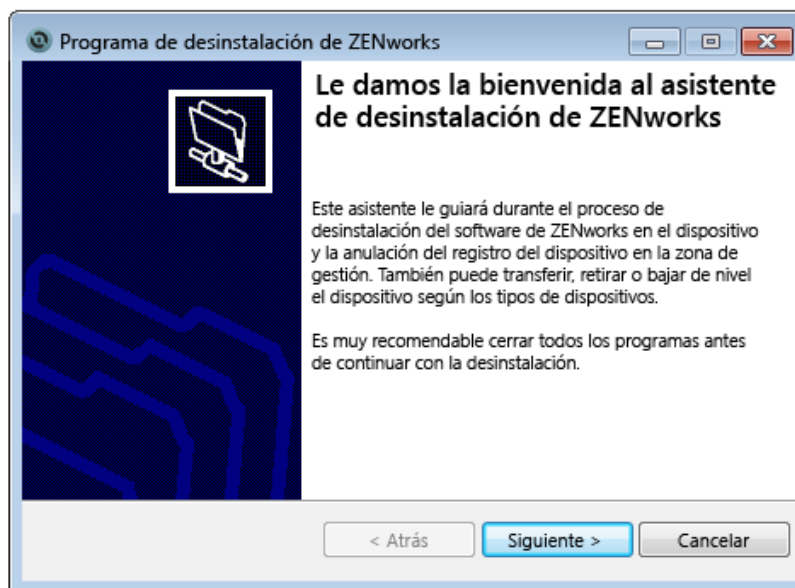 Programa de desinstalación de ZENworks
Le damos la bienvenida al asistente
de desinstalación de ZENworks
Este asistente le guiará durante el proceso de
desinstalación del software de ZENworks en el dispositivo
y la anulación del registro del dispositivo en la zona de
gestión. También puede transferir, retirar o bajar de nivel
el dispositivo según los tipos de dispositivos.
Es muy recomendable cerrar todos los programas antes
de continuar con la desinstalación.
< Atrás
Siguiente >
Cancelar